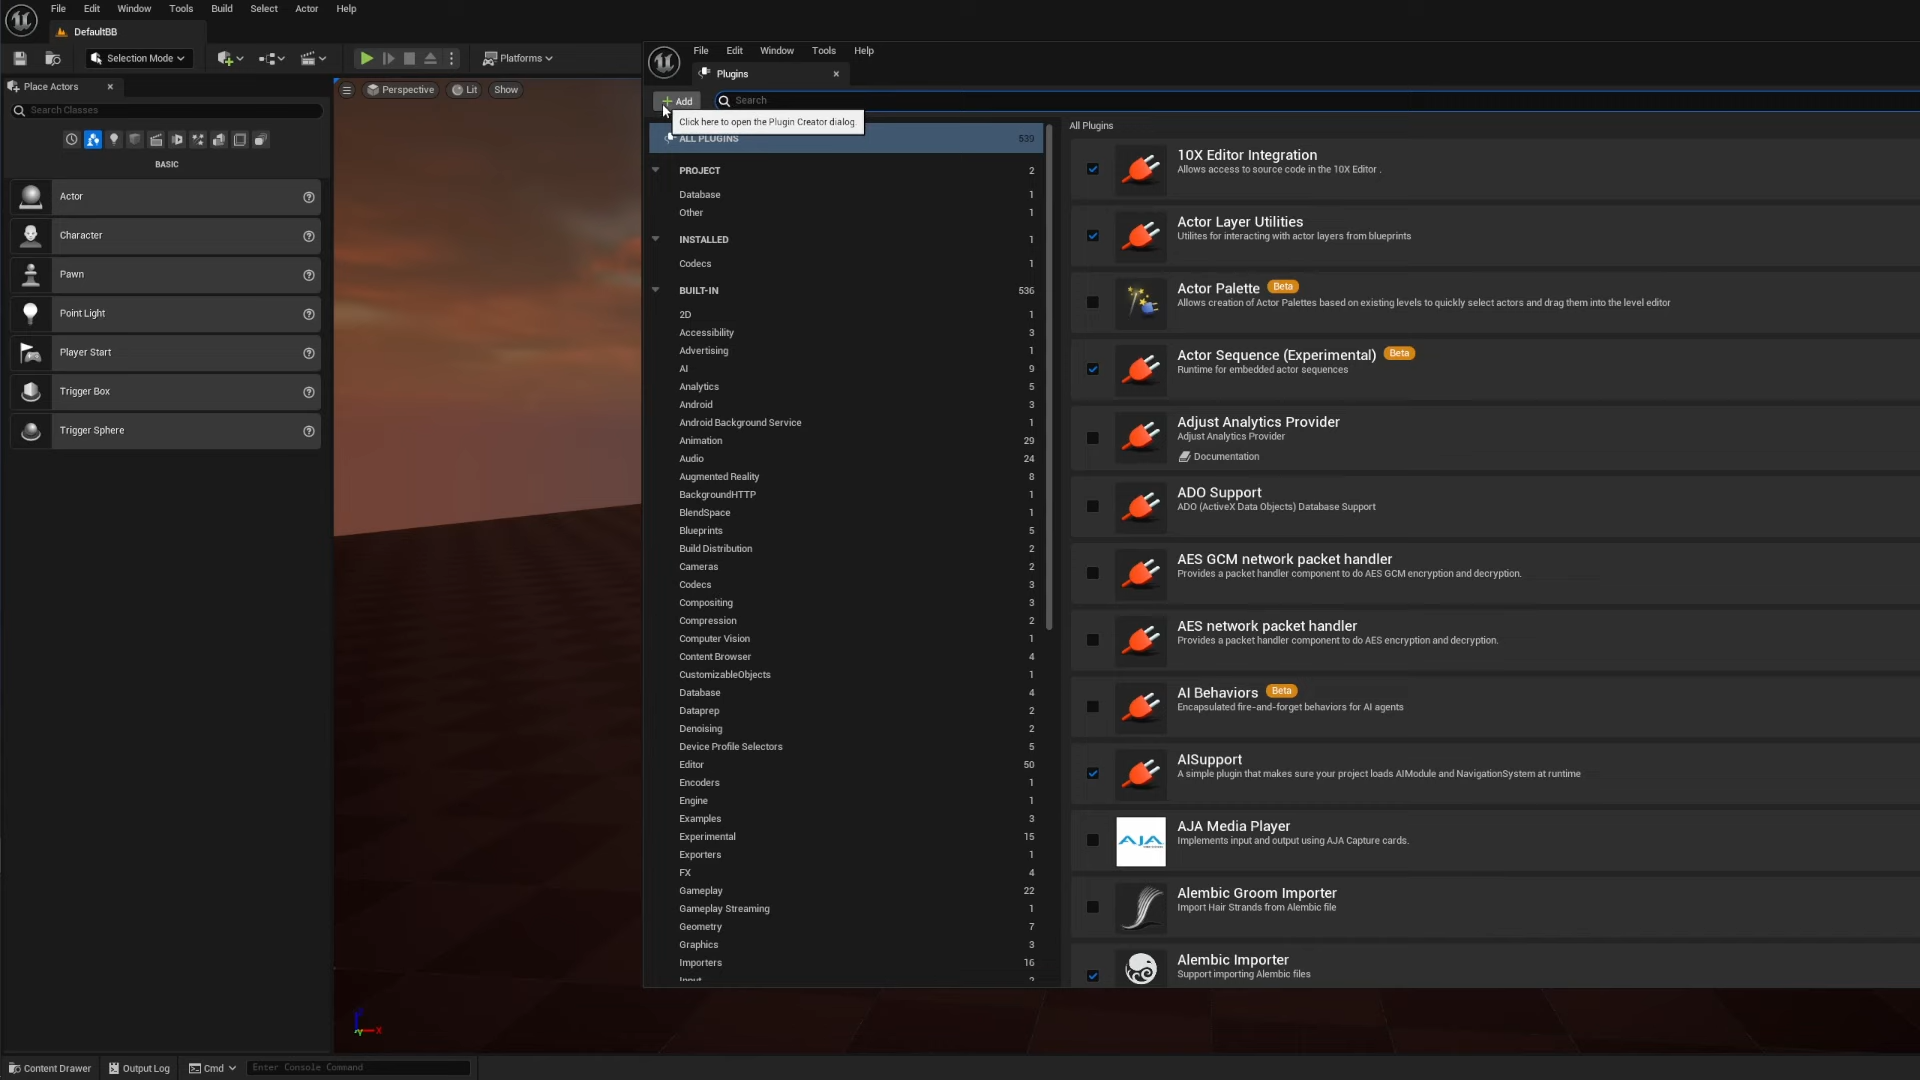 File Edit Window Tools Build Select Actor Help
DefaultBB
Selection Mode
Platforms
Place Actors
Search Classes
BASIC
Actor
Character
Pawn
Point Light
Player Start
Trigger Box
Trigger Sphere
Perspective Lit Show
File Edit Window Tools Help
Plugins
Add
Search
Click here to open the Plugin Creator dialog.
ALL PLUGINS 539
PROJECT 2
Database 1
Other 1
INSTALLED 1
Codecs 1
BUILT-IN 536
2D 1
Accessibility 3
Advertising 1
AI 9
Analytics 5
Android 3
Android Background Service 1
Animation 29
Audio 24
Augmented Reality 8
BackgroundHTTP 1
BlendSpace 1
Blueprints 5
Build Distribution 2
Cameras 2
Codecs 3
Compositing 3
Compression 2
Computer Vision 1
Content Browser 4
CustomizableObjects 1
Database 4
Dataprep 2
Denoising 2
Device Profile Selectors 5
Editor 50
Encoders 1
Engine 1
Examples 3
Experimental 15
Exporters 1
FX 4
Gameplay 22
Gameplay Streaming 1
Geometry 7
Graphics 3
Importers 16
Input 2
All Plugins
10X Editor Integration
Allows access to source code in the 10X Editor .
Actor Layer Utilities
Utilites for interacting with actor layers from blueprints
Actor Palette Beta
Allows creation of Actor Palettes based on existing levels to quickly select actors and drag them into the level editor
Actor Sequence (Experimental) Beta
Runtime for embedded actor sequences
Adjust Analytics Provider
Adjust Analytics Provider
Documentation
ADO Support
ADO (ActiveX Data Objects) Database Support
AES GCM network packet handler
Provides a packet handler component to do AES GCM encryption and decryption.
AES network packet handler
Provides a packet handler component to do AES encryption and decryption.
AI Behaviors Beta
Encapsulated fire-and-forget behaviors for AI agents
AISupport
A simple plugin that makes sure your project loads AIModule and NavigationSystem at runtime
AJA
AJA Media Player
Implements input and output using AJA Capture cards.
Alembic Groom Importer
Import Hair Strands from Alembic file
Alembic Importer
Support importing Alembic files
X
Content Drawer Output Log Cmd Enter Console Command